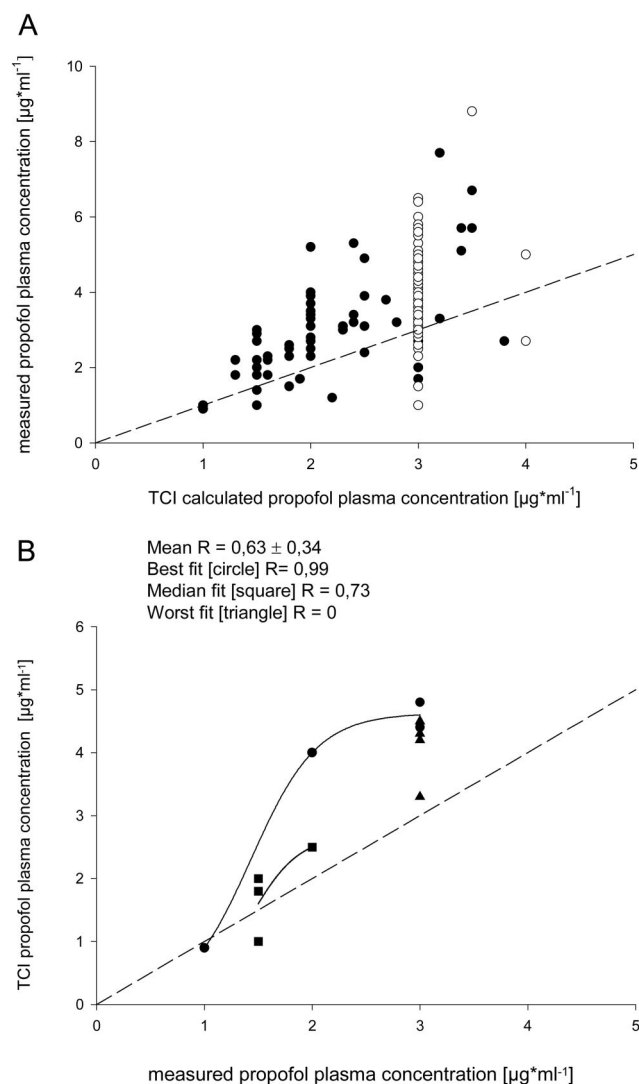 A
measured propofol plasma concentration [µg*ml-1]
10
8
6
4
2
0
0 1 2 3 4 5
TCI calculated propofol plasma concentration [µg*ml-1]
B
Mean R = 0,63 ± 0,34
Best fit [circle] R= 0,99
Median fit [square] R = 0,73
Worst fit [triangle] R = 0
TCI propofol plasma concentration [µg*ml-1]
6
5
4
3
2
1
0
0 1 2 3 4 5
measured propofol plasma concentration [µg*ml-1]